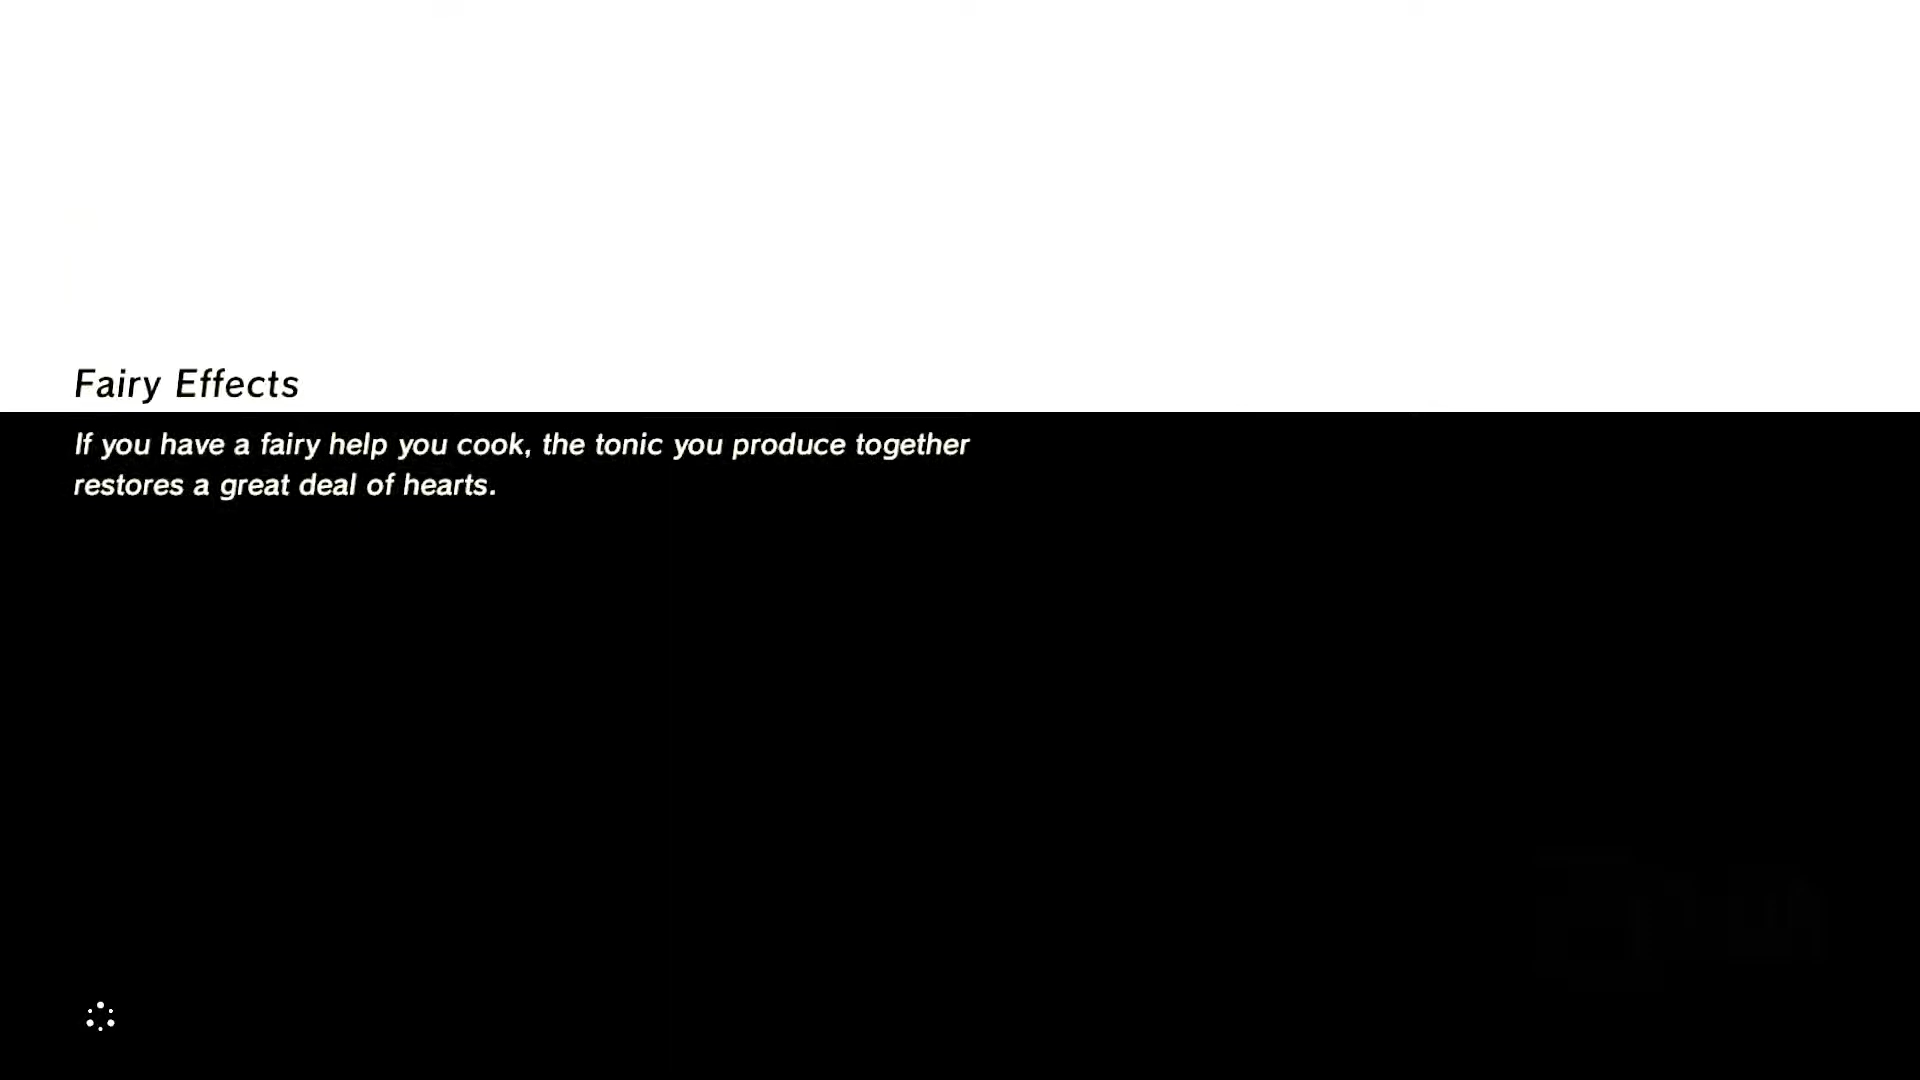 Fairy Effects
If you have a fairy help you cook, the tonic you produce together
restores a great deal of hearts.